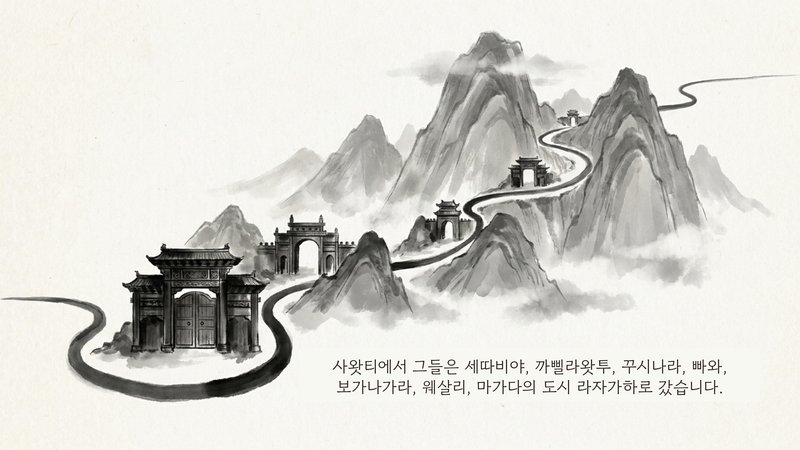 사왓티에서 그들은 세따비야, 까삘라왓투, 꾸시나라, 빠와,
보가나가라, 웨살리, 마가다의 도시 라자가하로 갔습니다.